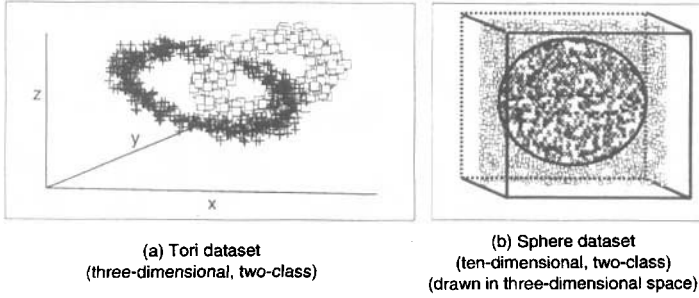 z
y
x
(a) Tori dataset
(three-dimensional, two-class)
(b) Sphere dataset
(ten-dimensional, two-class)
(drawn in three-dimensional space)